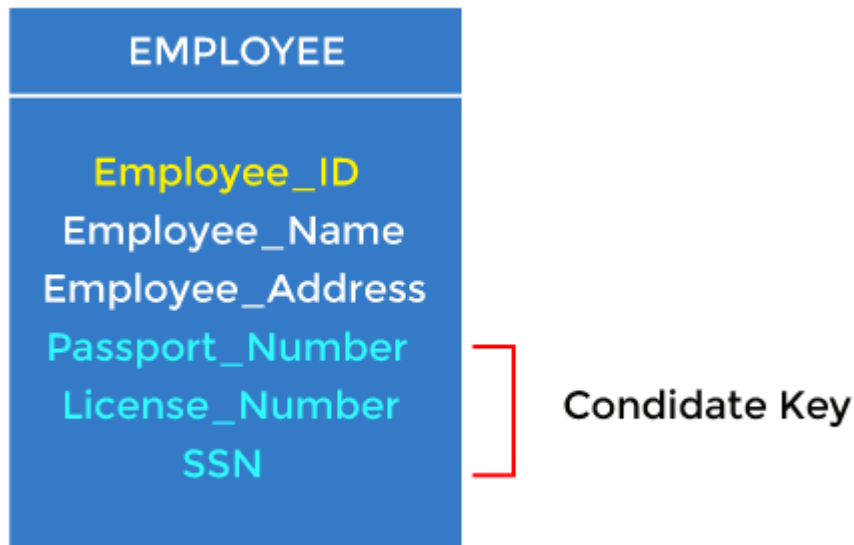 EMPLOYEE
Employee_ID
Employee_Name
Employee_Address
Passport_Number
License_Number
SSN
Condidate Key